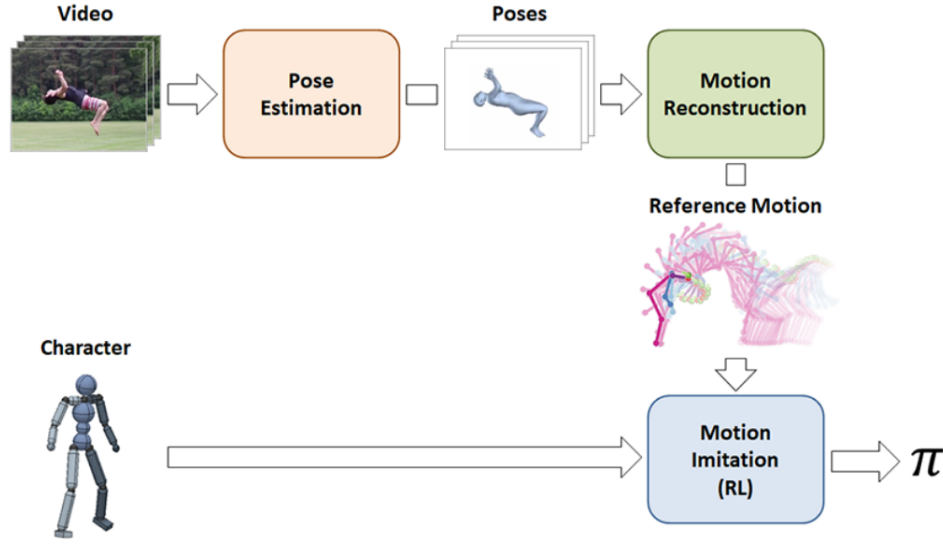 Video
Poses
Pose
Estimation
Motion
Reconstruction
Reference Motion
Character
Motion
Imitation
(RL)
π